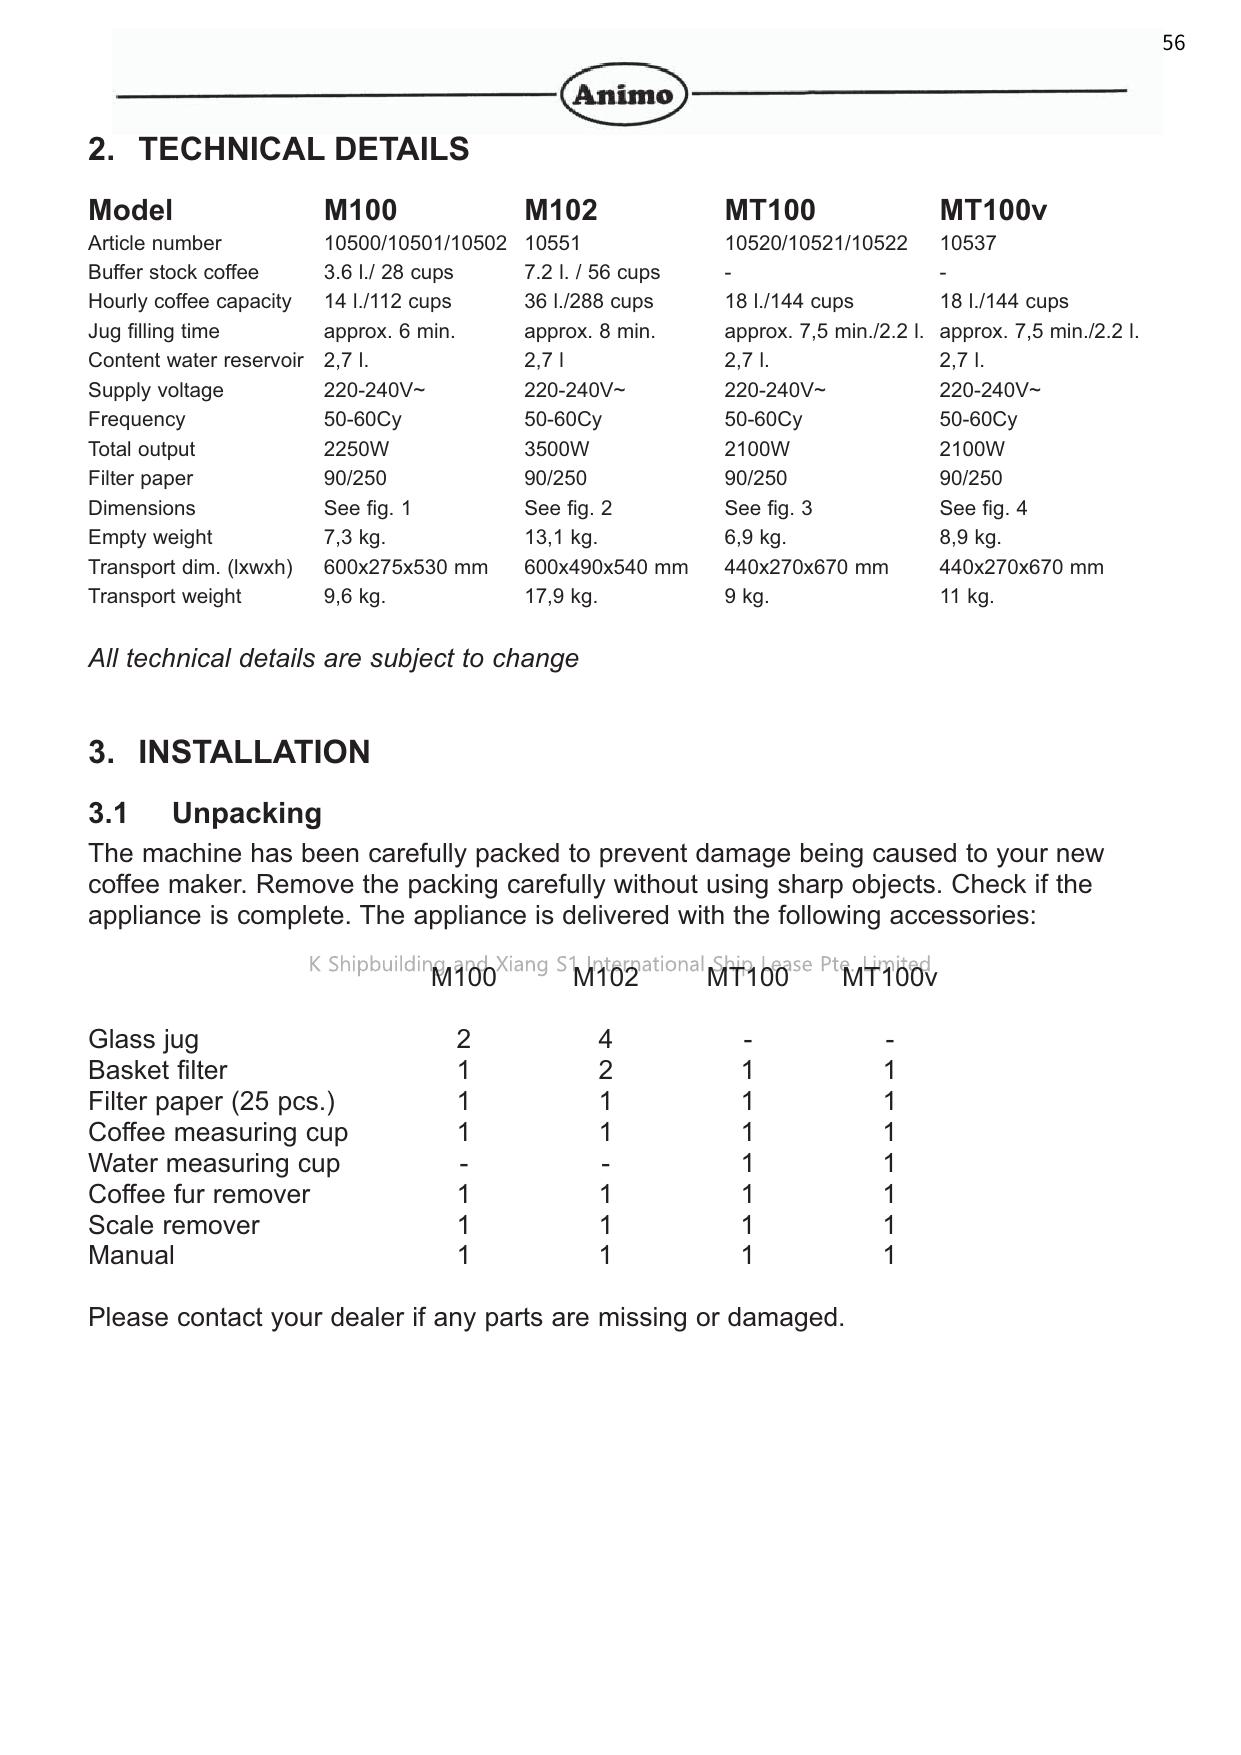 56
Animo
2. TECHNICAL DETAILS
Model M100 M102 MT100 MT100v
Article number 10500/10501/10502 10551 10520/10521/10522 10537
Buffer stock coffee 3.6 l./ 28 cups 7.2 l. / 56 cups - -
Hourly coffee capacity 14 l./112 cups 36 l./288 cups 18 l./144 cups 18 l./144 cups
Jug filling time approx. 6 min. approx. 8 min. approx. 7,5 min./2.2 l. approx. 7,5 min./2.2 l.
Content water reservoir 2,7 l. 2,7 l 2,7 l. 2,7 l.
Supply voltage 220-240V~ 220-240V~ 220-240V~ 220-240V~
Frequency 50-60Cy 50-60Cy 50-60Cy 50-60Cy
Total output 2250W 3500W 2100W 2100W
Filter paper 90/250 90/250 90/250 90/250
Dimensions See fig. 1 See fig. 2 See fig. 3 See fig. 4
Empty weight 7,3 kg. 13,1 kg. 6,9 kg. 8,9 kg.
Transport dim. (lxwxh) 600x275x530 mm 600x490x540 mm 440x270x670 mm 440x270x670 mm
Transport weight 9,6 kg. 17,9 kg. 9 kg. 11 kg.
All technical details are subject to change
3. INSTALLATION
3.1 Unpacking
The machine has been carefully packed to prevent damage being caused to your new
coffee maker. Remove the packing carefully without using sharp objects. Check if the
appliance is complete. The appliance is delivered with the following accessories:
K Shipbuilding and Xiang S1 International Ship Lease Pte. Limited
M100 M102 MT100 MT100v
Glass jug 2 4 - -
Basket filter 1 2 1 1
Filter paper (25 pcs.) 1 1 1 1
Coffee measuring cup 1 1 1 1
Water measuring cup - - 1 1
Coffee fur remover 1 1 1 1
Scale remover 1 1 1 1
Manual 1 1 1 1
Please contact your dealer if any parts are missing or damaged.